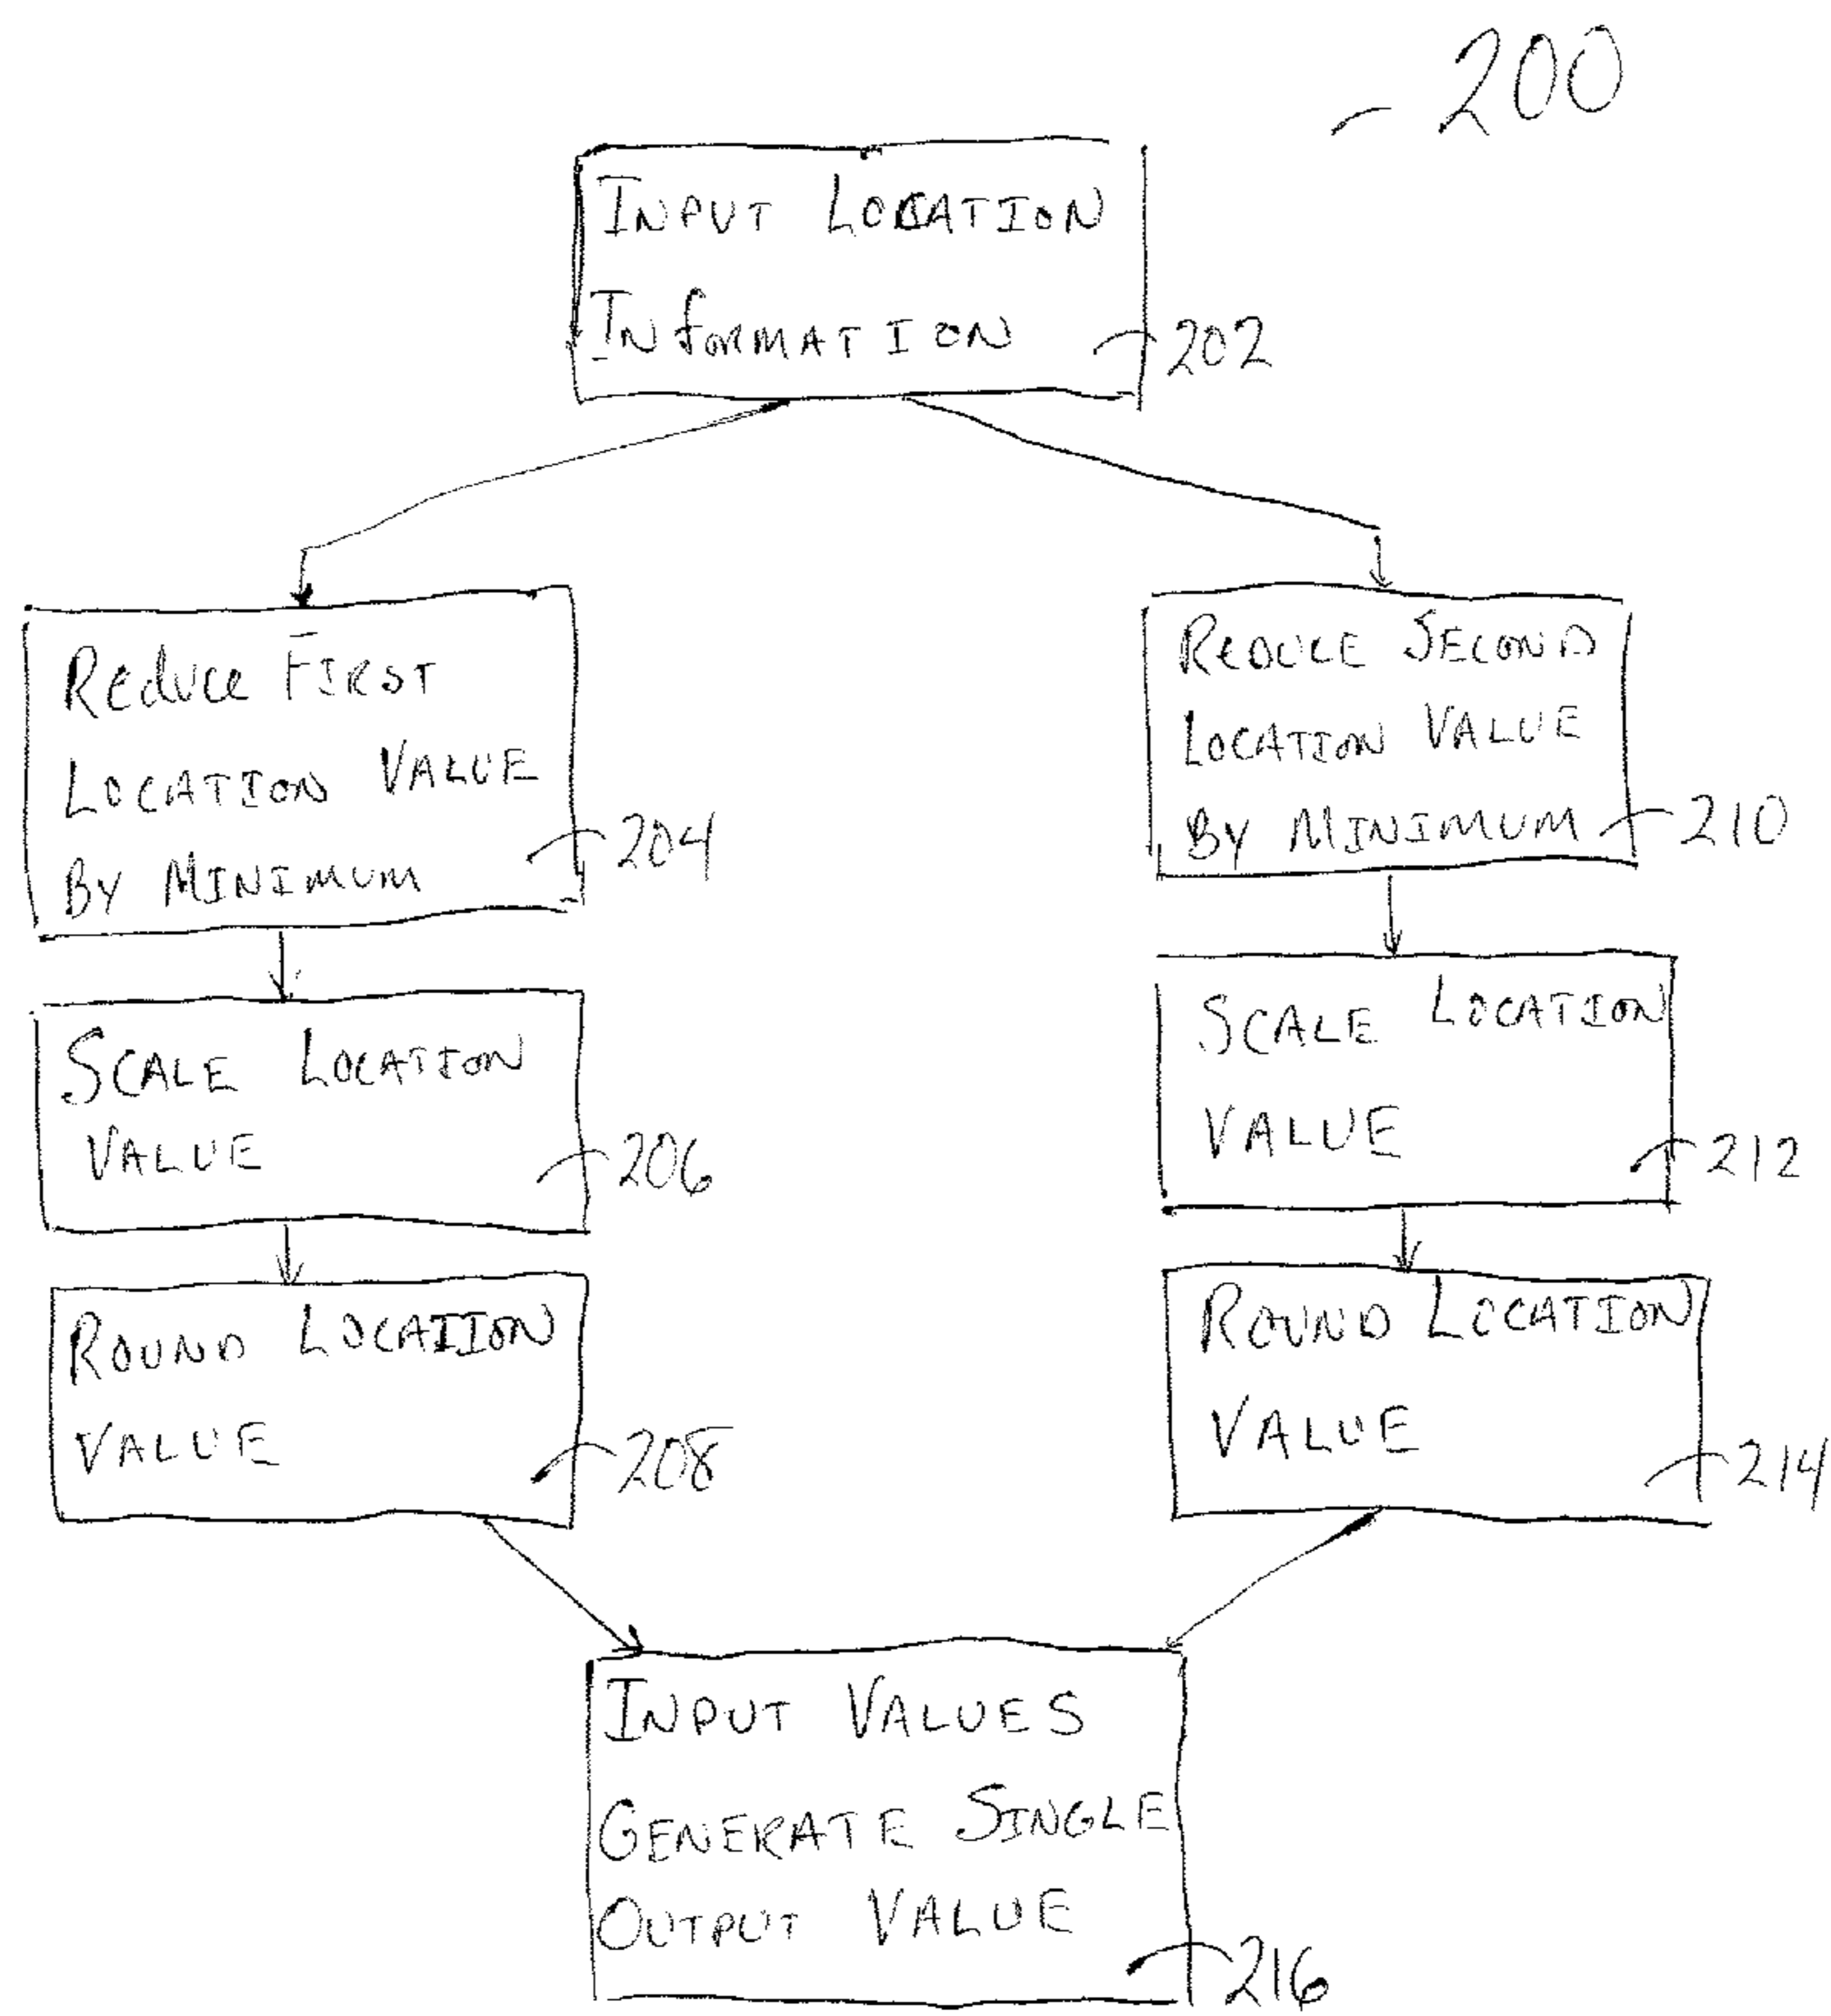 200
INPUT LOCATION
INFORMATION
202
REduce FIRST
LOCATION VALUE
BY MINIMUM
204
SCALE LOCATION
VALUE
206
ROUND LOCATION
VALUE
208
REDUCE SECOND
LOCATION VALUE
BY MINIMUM
210
SCALE LOCATION
VALUE
212
ROUND LOCATION
VALUE
214
INPUT VALUES
GENERATE SINGLE
OUTPUT VALUE
216